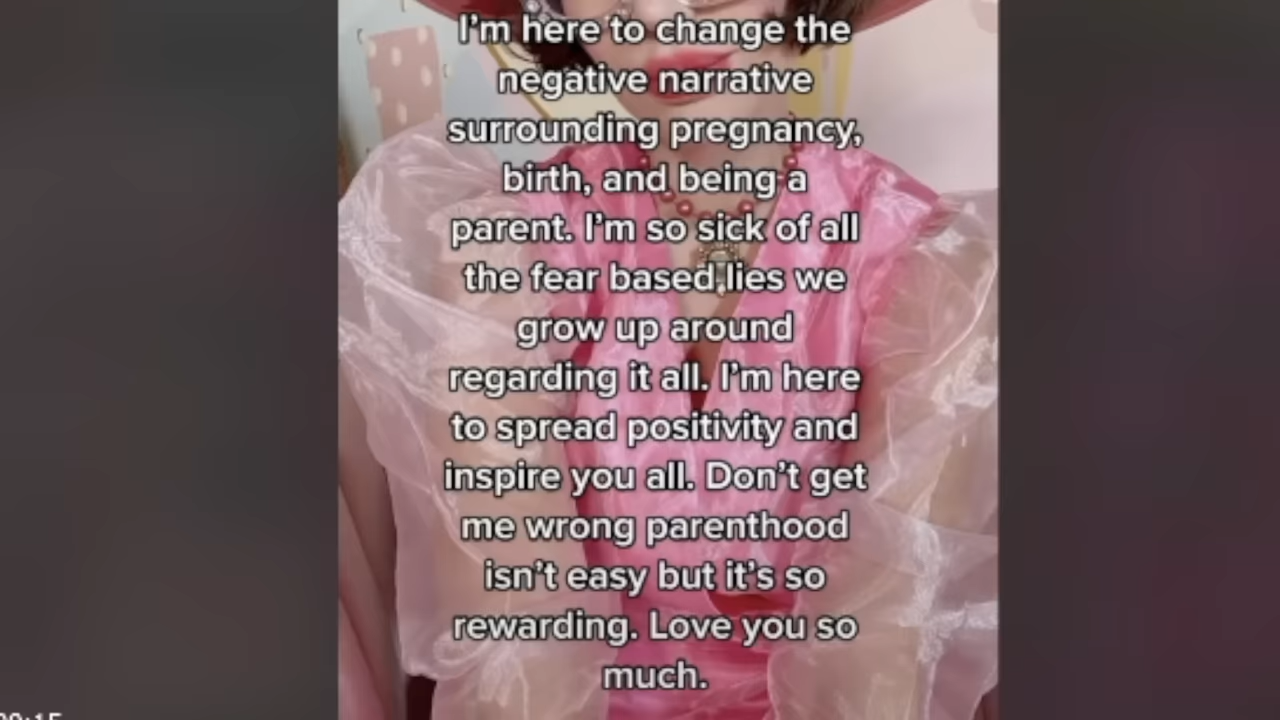 I'm here to change the
negative narrative
surrounding pregnancy,
birth, and being a
parent. I'm so sick of all
the fear based,lies we
grow up around
regarding it all. I'm here
to spread positivity and
inspire you all. Don't get
me wrong parenthood
isn't easy but it's so
rewarding. Love you so
much.